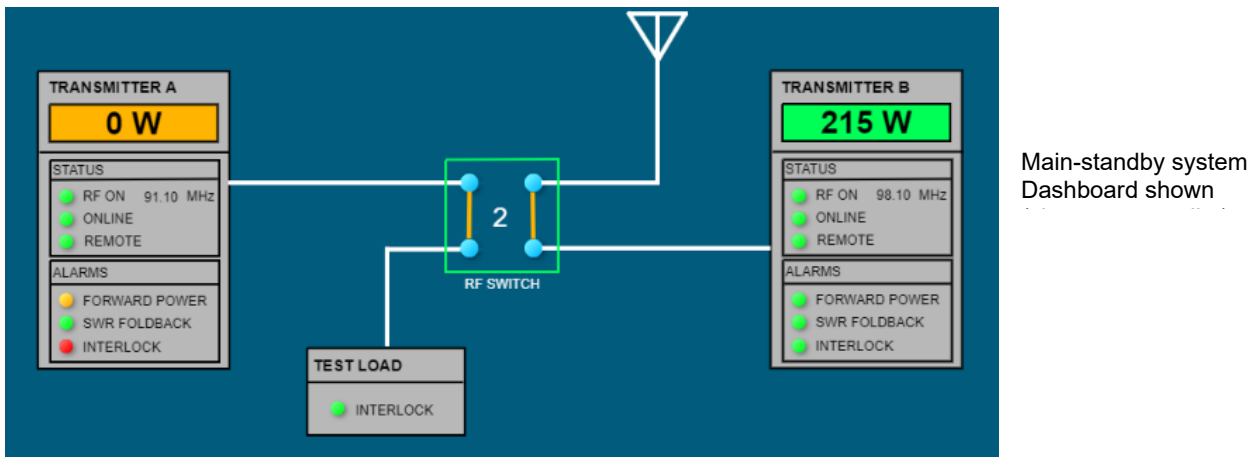 TRANSMITTER A
0 W
STATUS
RF ON 91.10 MHz
ONLINE
REMOTE
ALARMS
FORWARD POWER
SWR FOLDBACK
INTERLOCK
2
RF SWITCH
TEST LOAD
INTERLOCK
TRANSMITTER B
215 W
STATUS
RF ON 98.10 MHz
ONLINE
REMOTE
ALARMS
FORWARD POWER
SWR FOLDBACK
INTERLOCK
Main-standby system
Dashboard shown